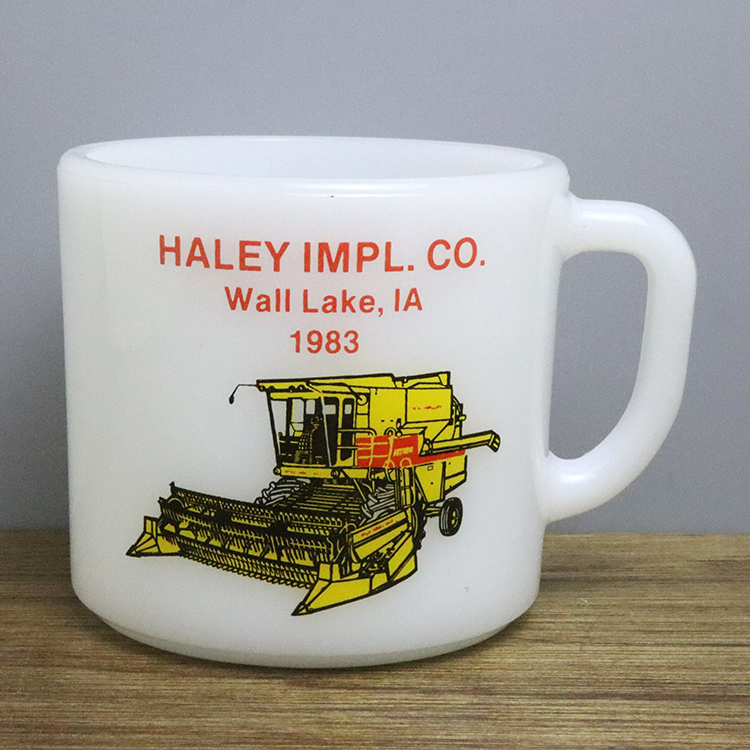 HALEY IMPL. CO.
Wall Lake, IA
1983